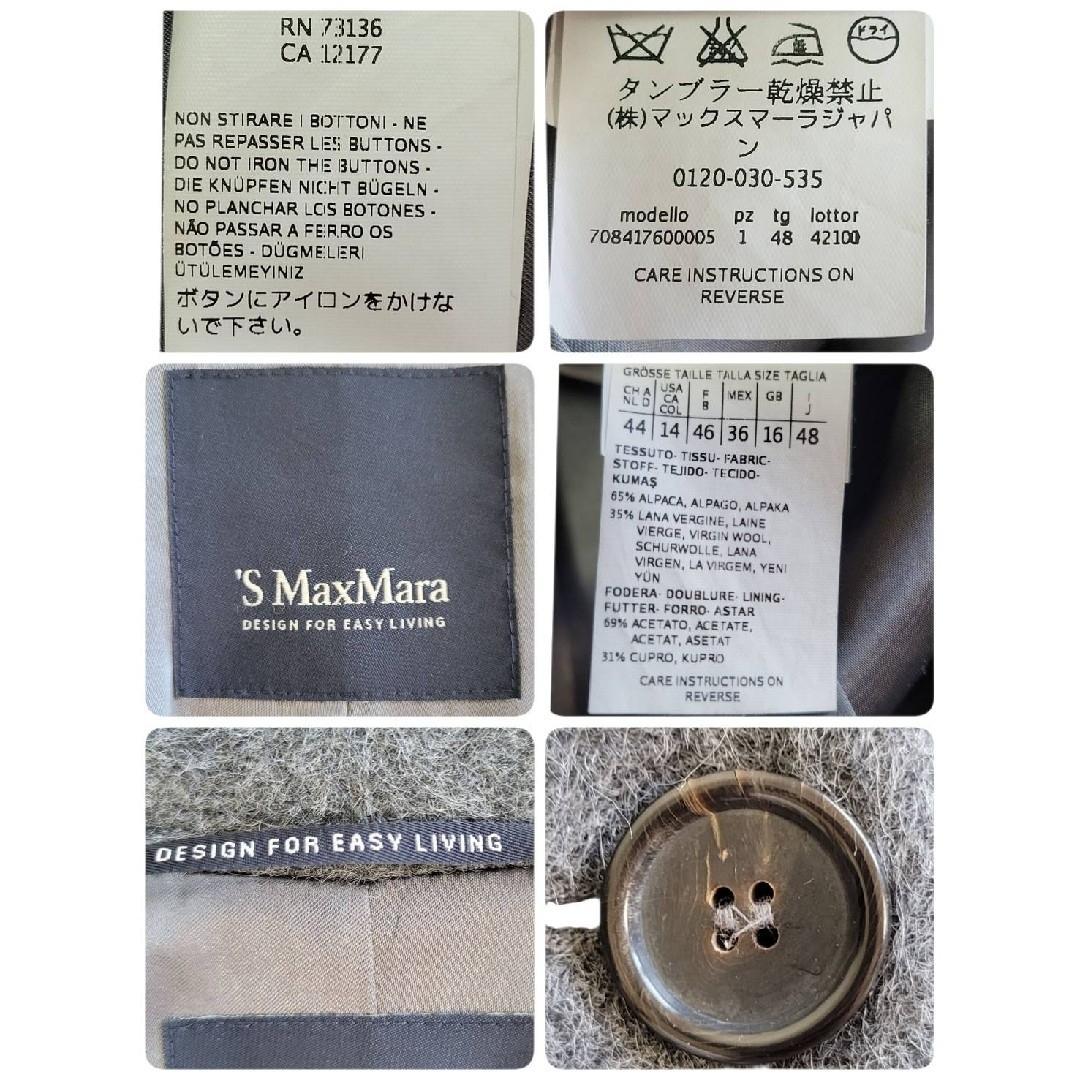 RN 73136
CA 12177
NON STIRARE I BOTTONI - NE
PAS REPASSER LES BUTTONS -
DO NOT IRON THE BUTTONS -
DIE KNÜPFEN NICHT BÜGELN -
NO PLANCHAR LOS BOTONES -
NÃO PASSAR A FERRO OS
BOTÕES - DÜGMELERI
ÜTÜLEMEYINIZ
ボタンにアイロンをかけな
いで下さい。
ドライ
タンブラー乾燥禁止
(株)マックスマーラジャパ
ン
0120-030-535
modello pz tg lottor
708417600005 1 48 42100
CARE INSTRUCTIONS ON
REVERSE
'S MaxMara
DESIGN FOR EASY LIVING
GRÖSSE TAILLE TALLA SIZE TAGLIA
CH A USA F MEX GB I
NL D CA B J
COL
44 14 46 36 16 48
TESSUTO- TISSU- FABRIC-
STOFF- TEJIDO- TECIDO-
KUMAŞ
65% ALPACA, ALPAGO, ALPAKA
35% LANA VERGINE, LAINE
VIERGE, VIRGIN WOOL,
SCHURWOLLE, LANA
VIRGEN, LA VIRGEM, YENI
YÜN
FODERA- DOUBLURE- LINING-
FUTTER- FORRO- ASTAR
69% ACETATO, ACETATE,
ACETAT, ASETAT
31% CUPRO, KUPRO
CARE INSTRUCTIONS ON
REVERSE
DESIGN FOR EASY LIVING